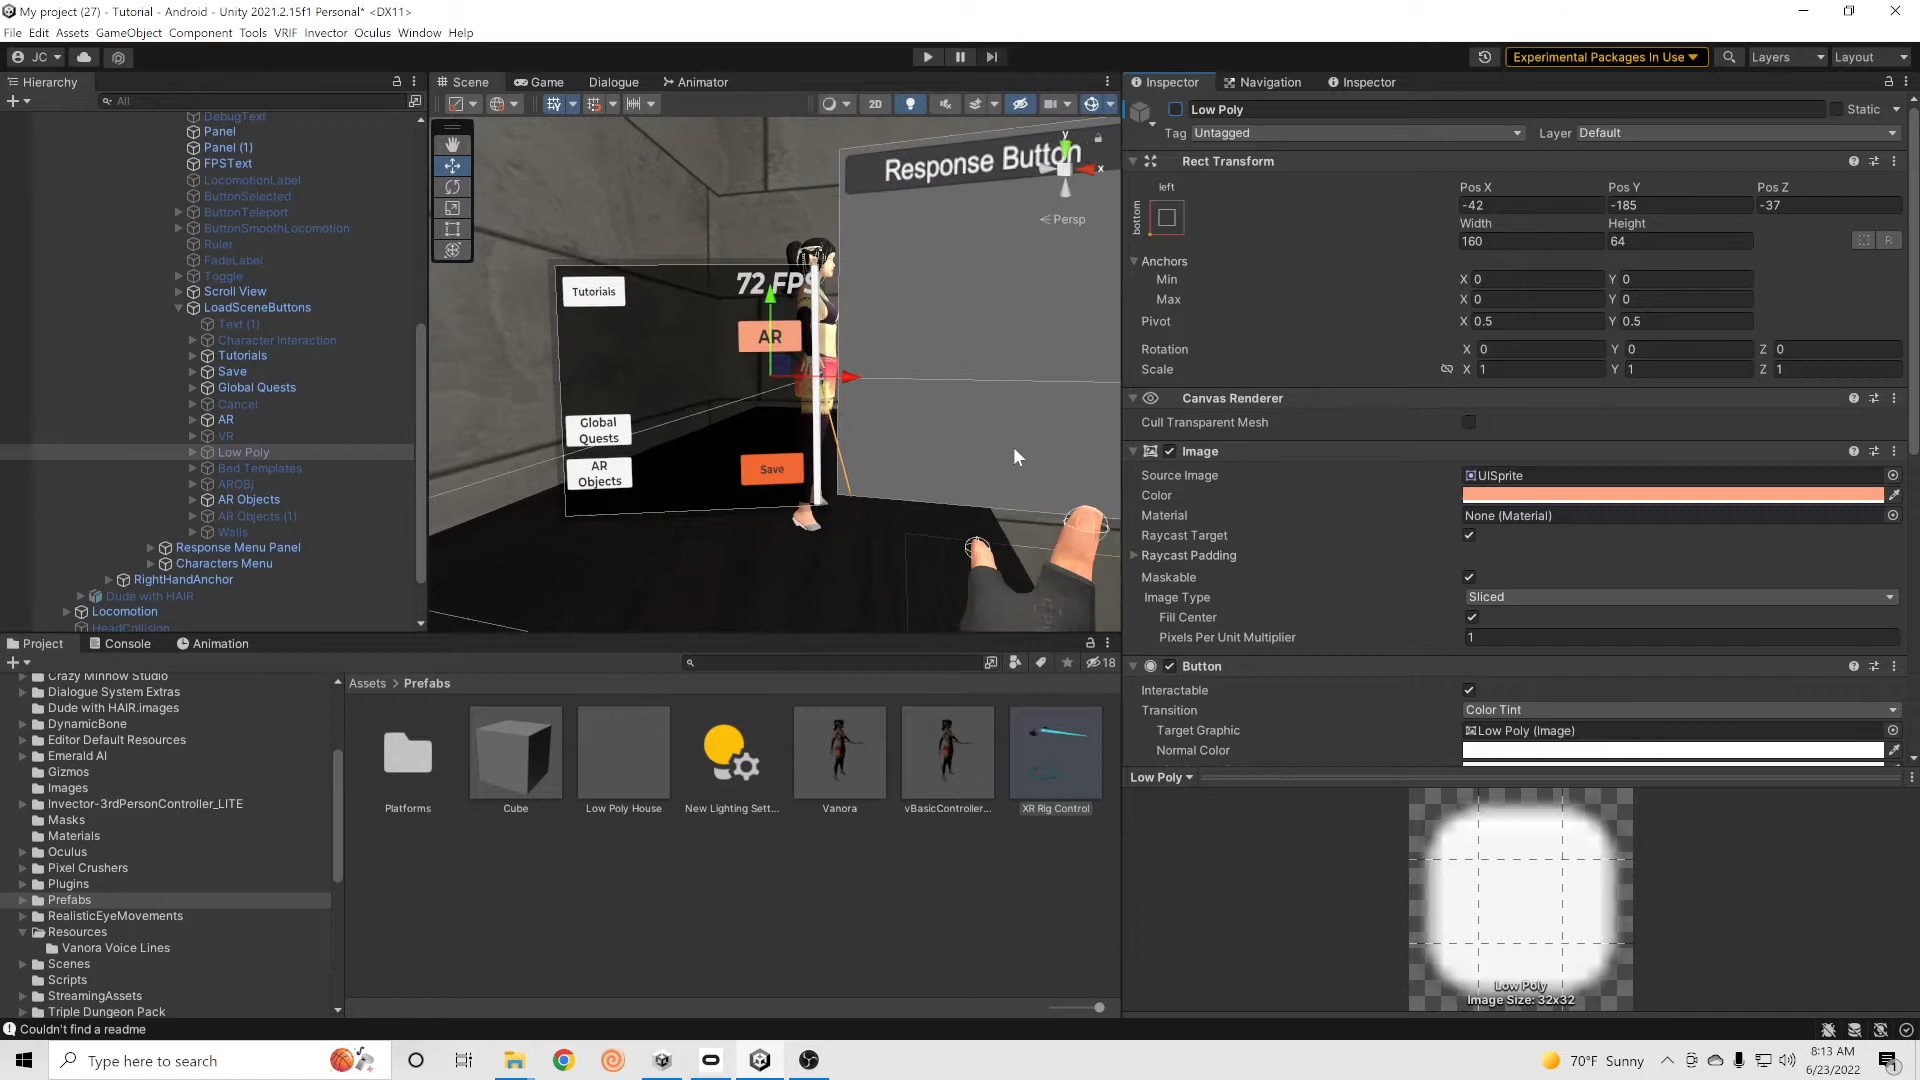 My project (27) - Tutorial - Android - Unity 2021.2.15f1 Personal* <DX11>
File Edit Assets GameObject Component Tools VRIF Invector Oculus Window Help
JC Experimental Packages In Use Layers Layout
Hierarchy
All
DebugText
Panel
Panel (1)
FPSText
LocomotionLabel
ButtonSelected
ButtonTeleport
ButtonSmoothLocomotion
Ruler
FadeLabel
Toggle
Scroll View
LoadSceneButtons
Text (1)
Character Interaction
Tutorials
Save
Global Quests
Cancel
AR
VR
Low Poly
Bed Templates
AROBj
AR Objects
AR Objects (1)
Walls
Response Menu Panel
Characters Menu
RightHandAnchor
Dude with HAIR
Locomotion
HeadCollision
Scene Game Dialogue Animator
2D
Response Button
y
x
Persp
72 FPS
Tutorials
AR
Global
Quests
AR
Objects
Save
Inspector Navigation Inspector
Low Poly Static
Tag Untagged Layer Default
Rect Transform
left
bottom
Pos X Pos Y Pos Z
-42 -185 -37
Width Height
160 64
R
Anchors
Min X 0 Y 0
Max X 0 Y 0
Pivot X 0.5 Y 0.5
Rotation X 0 Y 0 Z 0
Scale X 1 Y 1 Z 1
Canvas Renderer
Cull Transparent Mesh
Image
Source Image UISprite
Color
Material None (Material)
Raycast Target
Raycast Padding
Maskable
Image Type Sliced
Fill Center
Pixels Per Unit Multiplier 1
Button
Interactable
Transition Color Tint
Target Graphic Low Poly (Image)
Normal Color
Low Poly
Low Poly
Image Size: 32x32
Project Console Animation
18
Crazy Minnow Studio
Dialogue System Extras
Dude with HAIR.images
DynamicBone
Editor Default Resources
Emerald AI
Gizmos
Images
Invector-3rdPersonController_LITE
Masks
Materials
Oculus
Pixel Crushers
Plugins
Prefabs
RealisticEyeMovements
Resources
Vanora Voice Lines
Scenes
Scripts
StreamingAssets
Triple Dungeon Pack
Assets > Prefabs
Platforms Cube Low Poly House New Lighting Sett... Vanora vBasicController... XR Rig Control
Couldn't find a readme
Type here to search
70°F Sunny
8:13 AM
6/23/2022
1